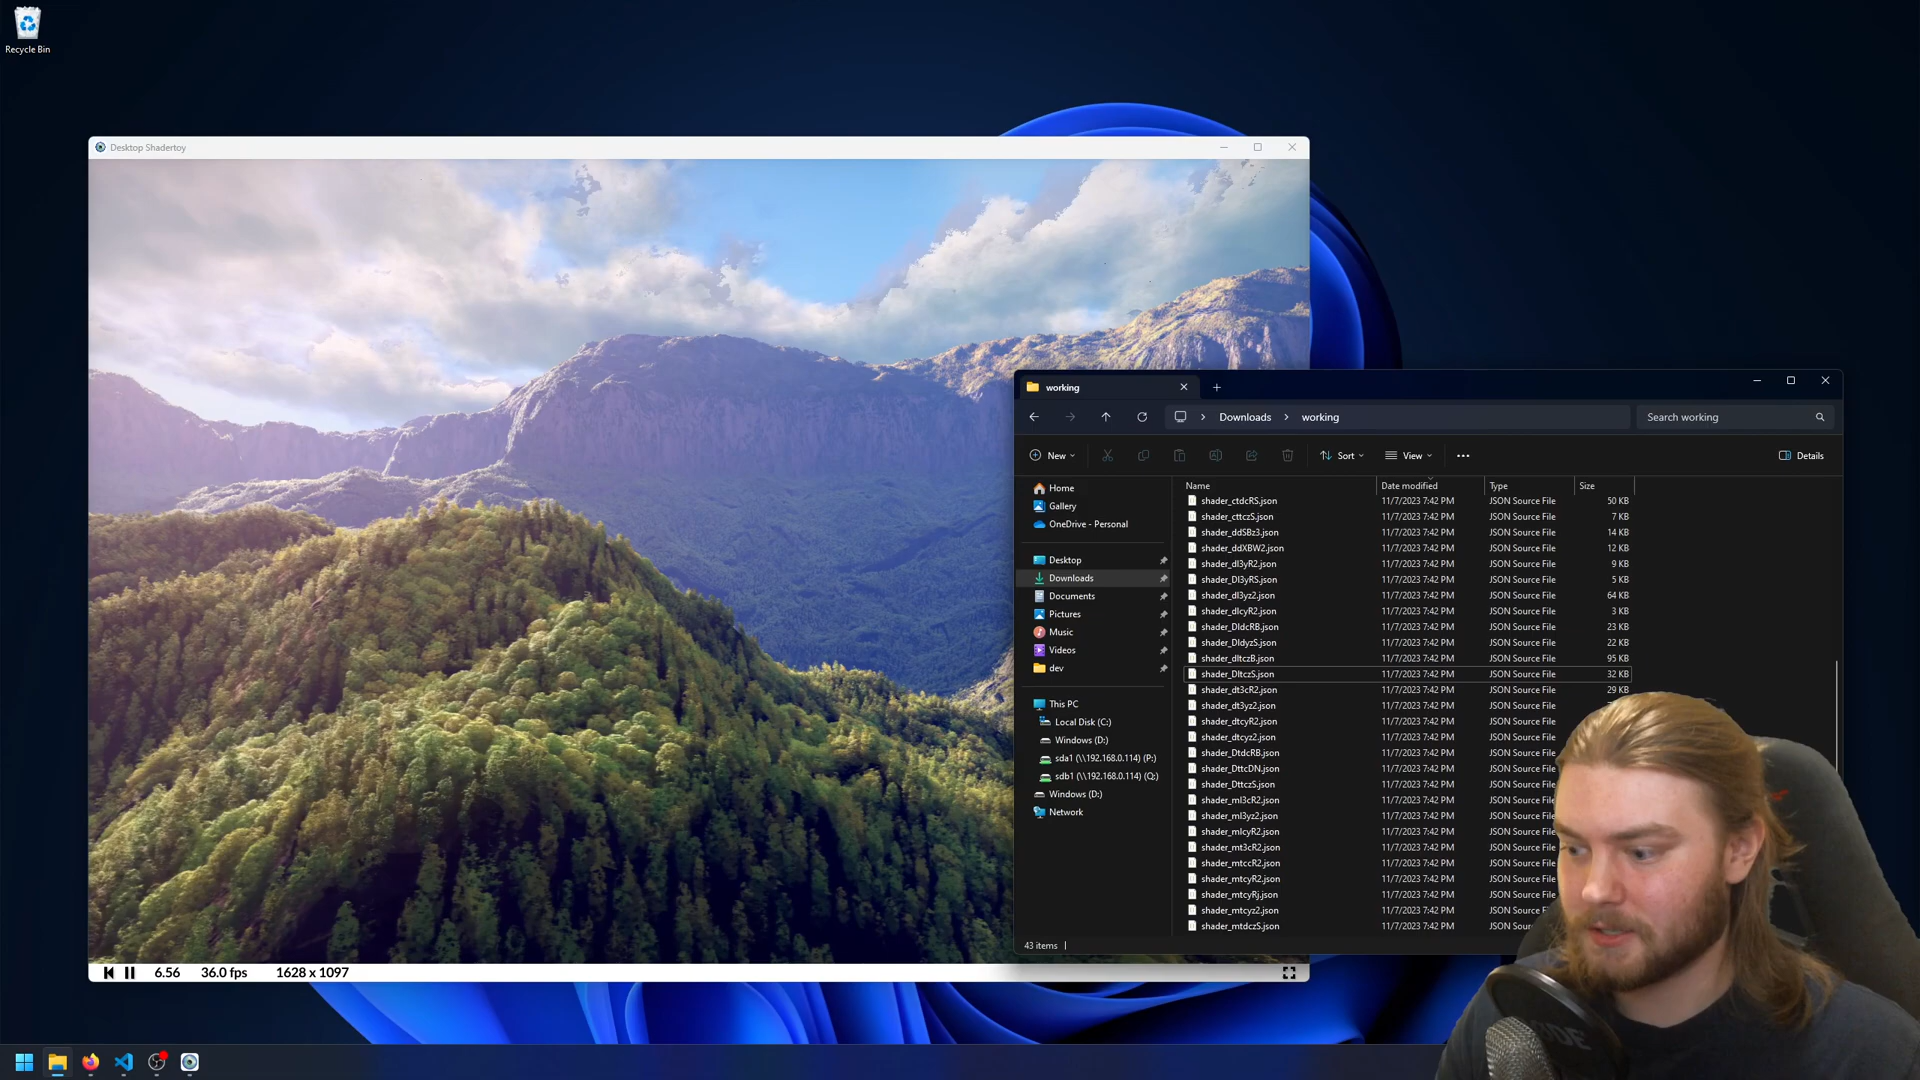 Recycle Bin
Desktop Shadertoy
working
Downloads
working
Search working
New
Sort
View
Details
Home
Gallery
OneDrive - Personal
Desktop
Downloads
Documents
Pictures
Music
Videos
dev
This PC
Local Disk (C:)
Windows (D:)
sda1 (\\192.168.0.114) (P:)
sdb1 (\\192.168.0.114) (Q:)
Windows (D:)
Network
Name Date modified Type Size
shader_ctdcRS.json 11/7/2023 7:42 PM JSON Source File 50 KB
shader_cttczS.json 11/7/2023 7:42 PM JSON Source File 7 KB
shader_ddSBz3.json 11/7/2023 7:42 PM JSON Source File 14 KB
shader_ddXBW2.json 11/7/2023 7:42 PM JSON Source File 12 KB
shader_dl3yR2.json 11/7/2023 7:42 PM JSON Source File 9 KB
shader_Dl3yRS.json 11/7/2023 7:42 PM JSON Source File 5 KB
shader_dl3yz2.json 11/7/2023 7:42 PM JSON Source File 64 KB
shader_dlcyR2.json 11/7/2023 7:42 PM JSON Source File 3 KB
shader_DldcRB.json 11/7/2023 7:42 PM JSON Source File 23 KB
shader_DldyzS.json 11/7/2023 7:42 PM JSON Source File 22 KB
shader_dltczB.json 11/7/2023 7:42 PM JSON Source File 95 KB
shader_DltczS.json 11/7/2023 7:42 PM JSON Source File 32 KB
shader_dt3cR2.json 11/7/2023 7:42 PM JSON Source File 29 KB
shader_dt3yz2.json 11/7/2023 7:42 PM JSON Source File
shader_dtcyR2.json 11/7/2023 7:42 PM JSON Source File
shader_dtcyz2.json 11/7/2023 7:42 PM JSON Source File
shader_DtdcRB.json 11/7/2023 7:42 PM JSON Source File
shader_DttcDN.json 11/7/2023 7:42 PM JSON Source File
shader_DttczS.json 11/7/2023 7:42 PM JSON Source File
shader_ml3cR2.json 11/7/2023 7:42 PM JSON Source File
shader_ml3yz2.json 11/7/2023 7:42 PM JSON Source File
shader_mlcyR2.json 11/7/2023 7:42 PM JSON Source File
shader_mt3cR2.json 11/7/2023 7:42 PM JSON Source File
shader_mtccR2.json 11/7/2023 7:42 PM JSON Source File
shader_mtcyR2.json 11/7/2023 7:42 PM JSON Source File
shader_mtcyRj.json 11/7/2023 7:42 PM JSON Source File
shader_mtcyz2.json 11/7/2023 7:42 PM JSON Source File
shader_mtdczS.json 11/7/2023 7:42 PM JSON Source
43 items
6.56 36.0 fps 1628 x 1097